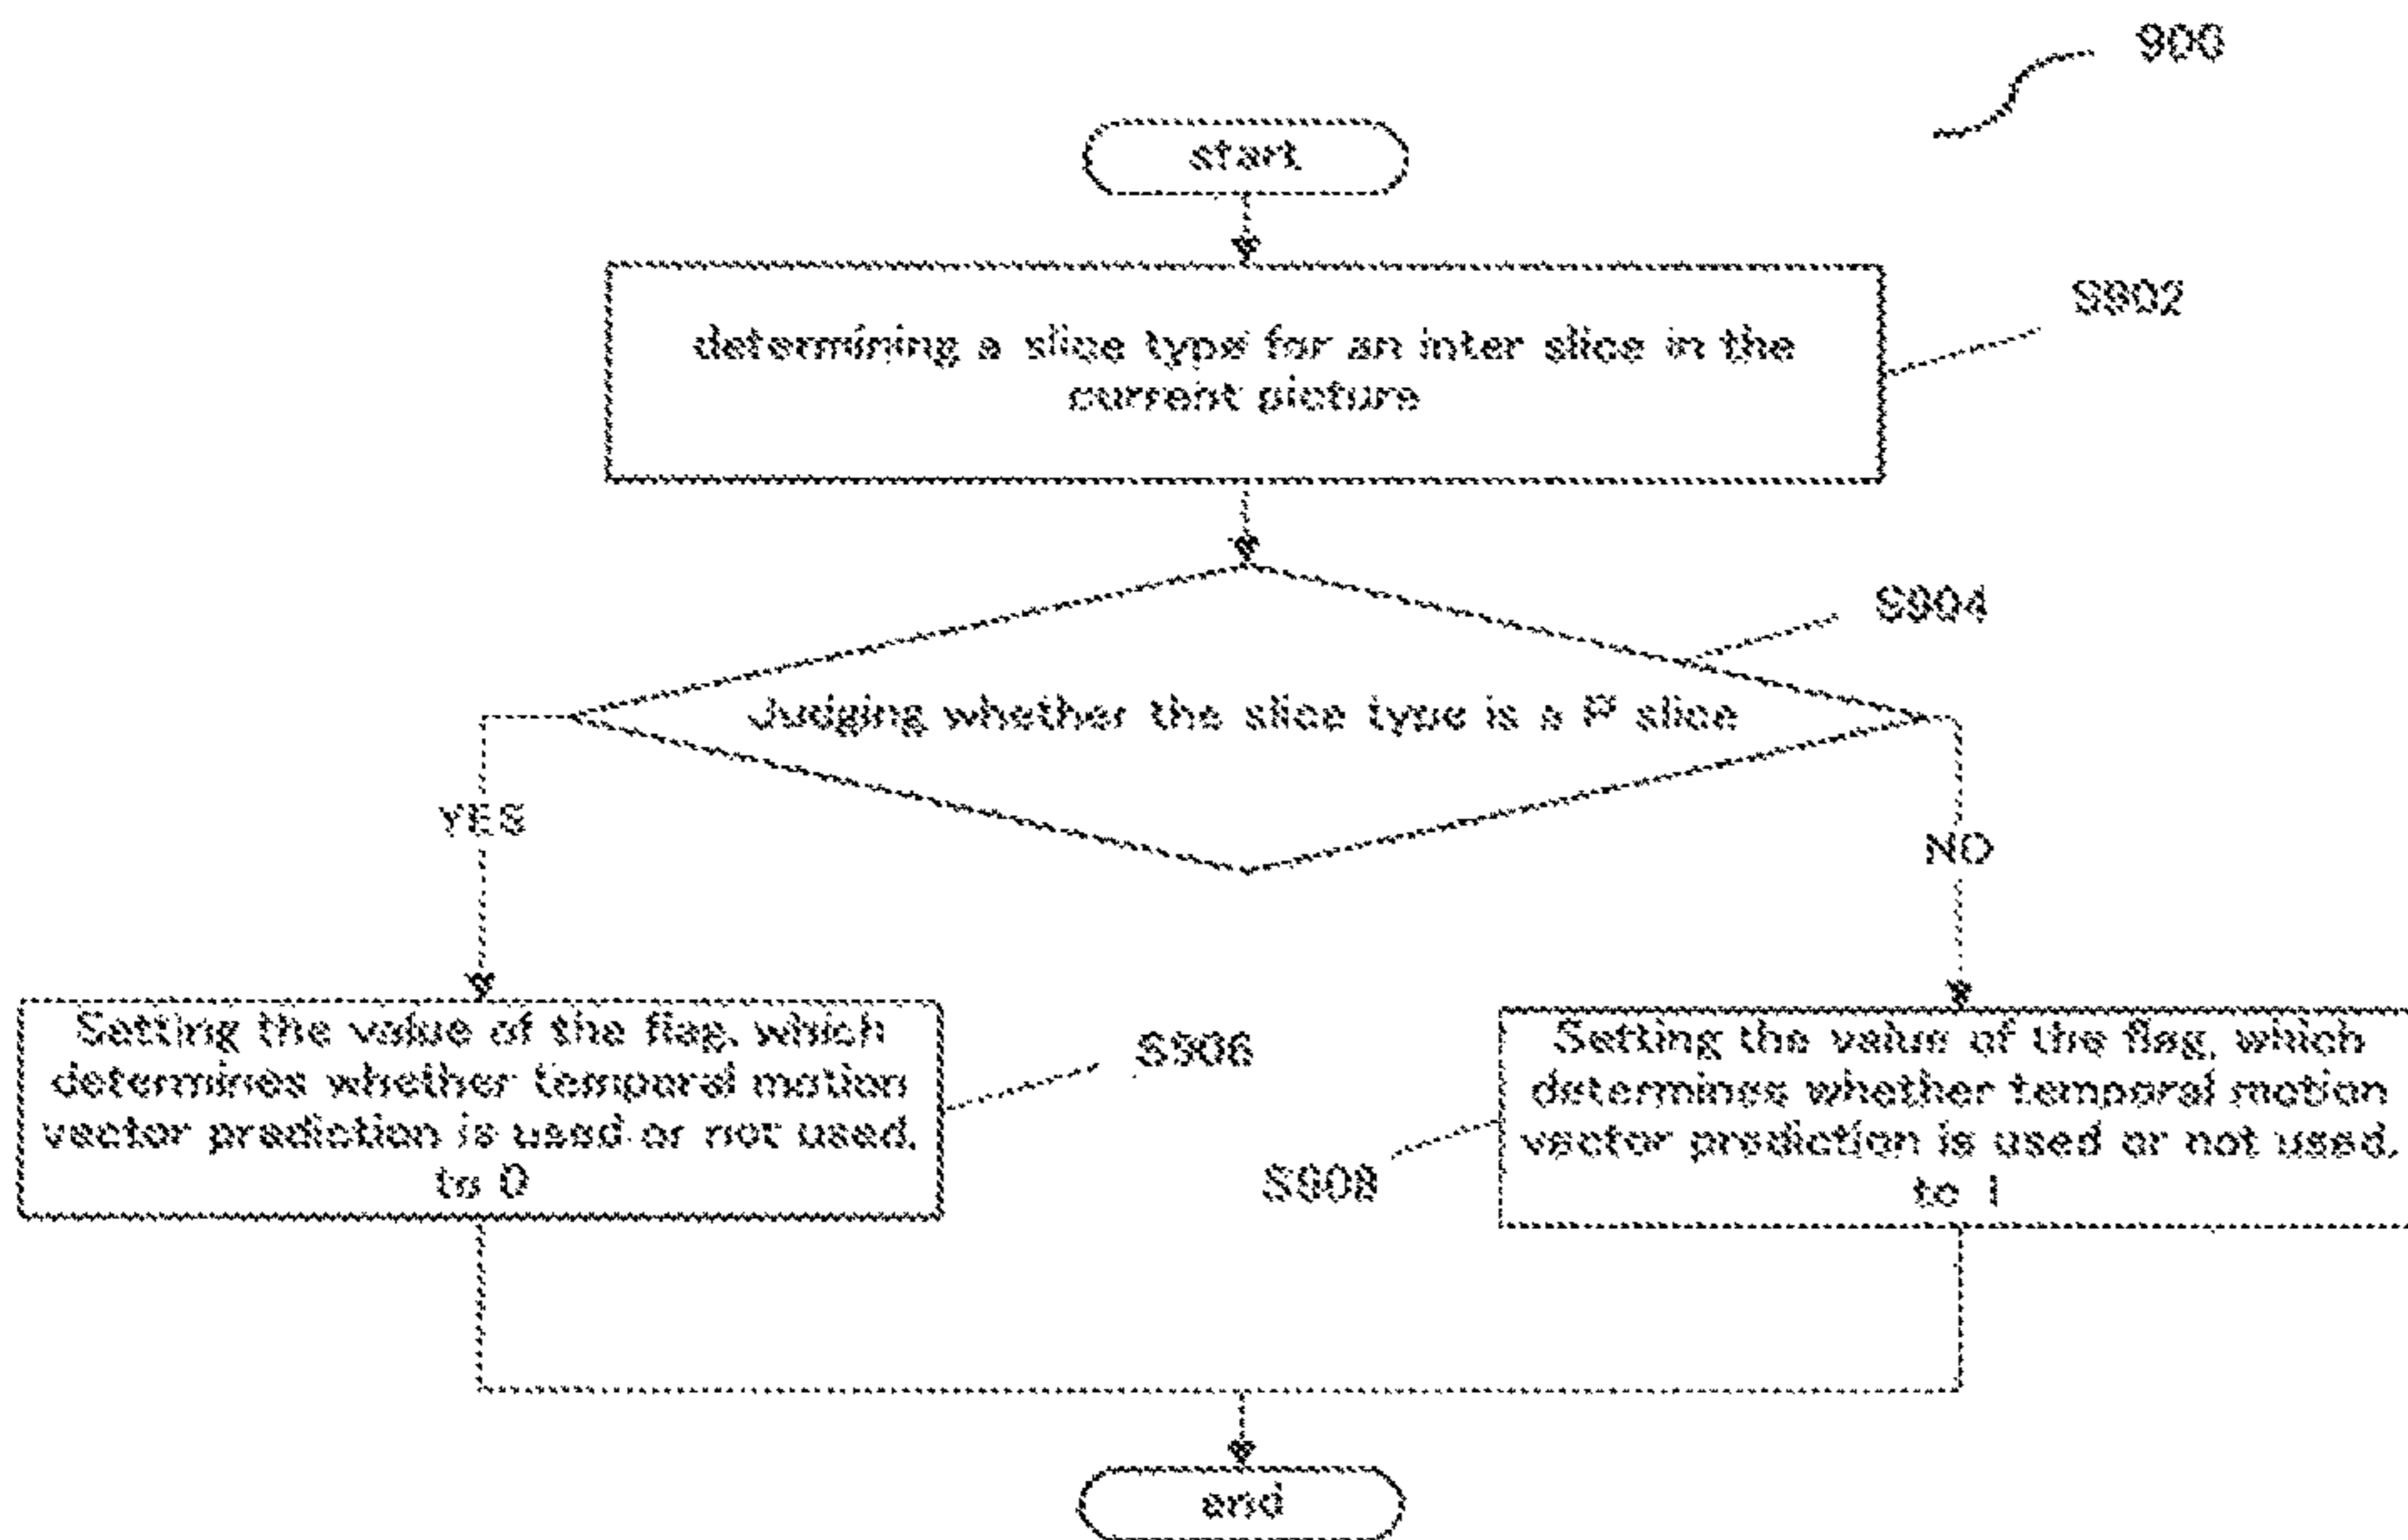 900
start
determining a slice type for an inter slice in the
current picture
S902
S904
Judging whether the slice type is a P slice
YES
NO
Setting the value of the flag, which
determines whether temporal motion
vector prediction is used or not used,
to 0
S906
Setting the value of the flag, which
determines whether temporal motion
vector prediction is used or not used,
to 1
S908
end